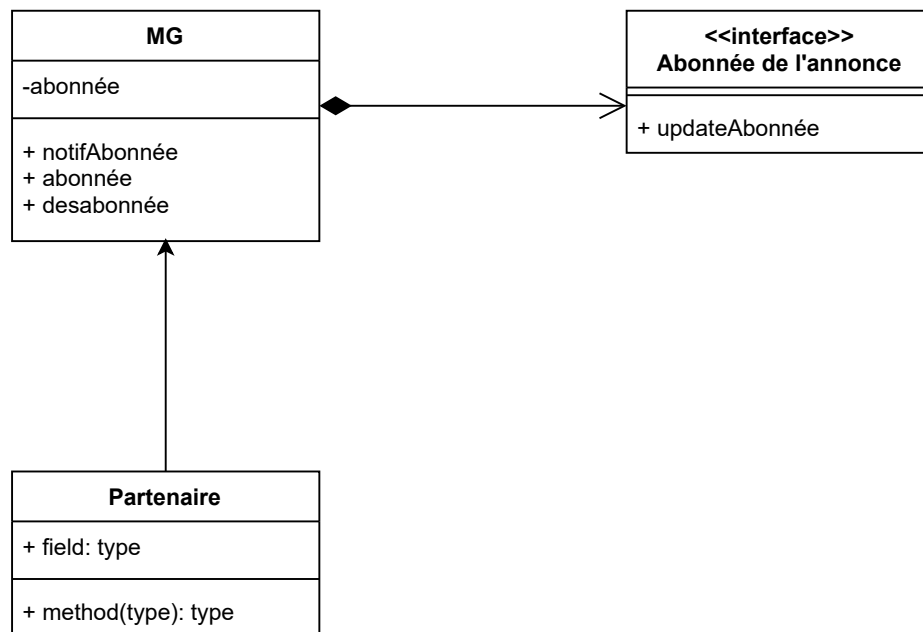 MG
-abonnée
+ notifAbonnée
+ abonnée
+ desabonnée
<<interface>>
Abonnée de l'annonce
+ updateAbonnée
Partenaire
+ field: type
+ method(type): type